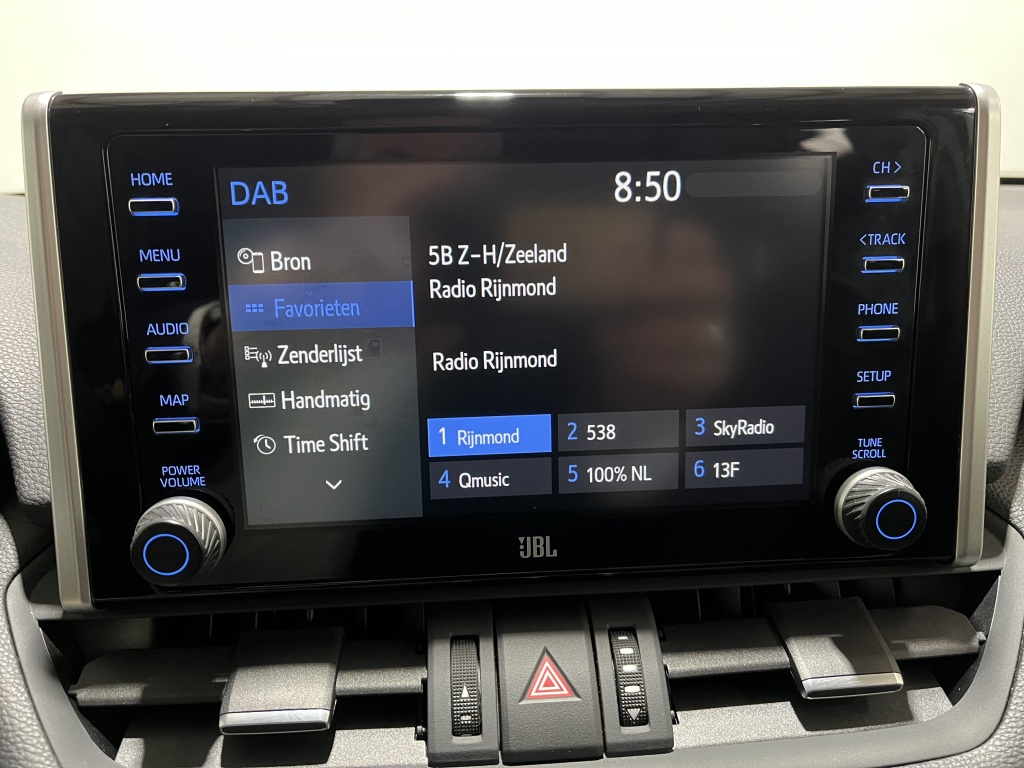 HOME
MENU
AUDIO
MAP
POWER
VOLUME
DAB
8:50
Bron
Favorieten
Zenderlijst
Handmatig
Time Shift
5B Z-H/Zeeland
Radio Rijnmond
Radio Rijnmond
1 Rijnmond
2 538
3 SkyRadio
4 Qmusic
5 100% NL
6 13F
CH >
<TRACK
PHONE
SETUP
TUNE
SCROLL
JBL